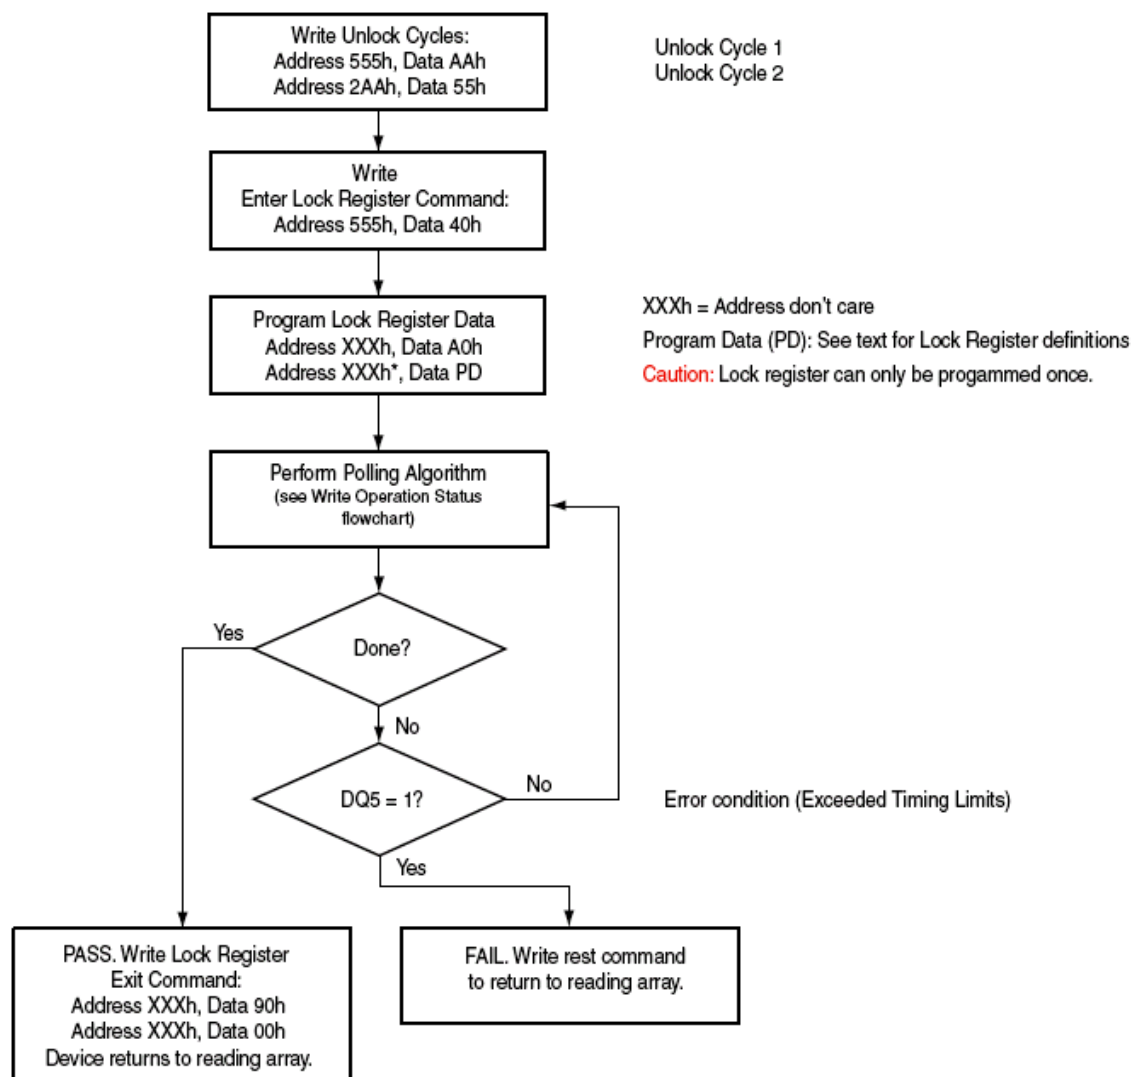 Write Unlock Cycles:
Address 555h, Data AAh
Address 2AAh, Data 55h
Unlock Cycle 1
Unlock Cycle 2
Write
Enter Lock Register Command:
Address 555h, Data 40h
Program Lock Register Data
Address XXXh, Data A0h
Address XXXh*, Data PD
XXXh = Address don't care
Program Data (PD): See text for Lock Register definitions
Caution: Lock register can only be progammed once.
Perform Polling Algorithm
(see Write Operation Status
flowchart)
Yes
Done?
No
DQ5 = 1?
No
Error condition (Exceeded Timing Limits)
Yes
PASS. Write Lock Register
Exit Command:
Address XXXh, Data 90h
Address XXXh, Data 00h
Device returns to reading array.
FAIL. Write rest command
to return to reading array.